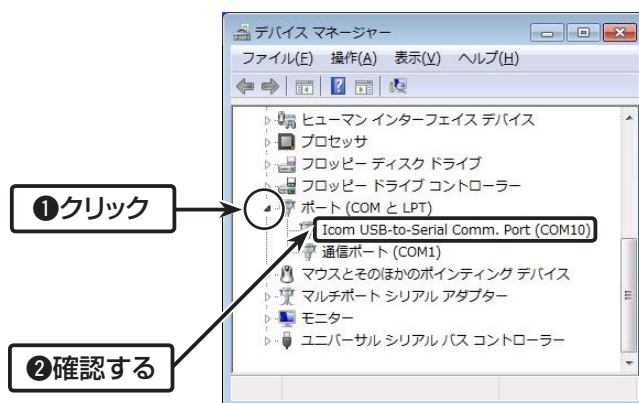 デバイス マネージャー
ファイル(F) 操作(A) 表示(V) ヘルプ(H)
ヒューマン インターフェイス デバイス
プロセッサ
フロッピー ディスク ドライブ
フロッピー ドライブ コントローラー
❶クリック
ポート (COM と LPT)
Icom USB-to-Serial Comm. Port (COM10)
通信ポート (COM1)
マウスとそのほかのポインティング デバイス
マルチポート シリアル アダプター
モニター
ユニバーサル シリアル バス コントローラー
❷確認する